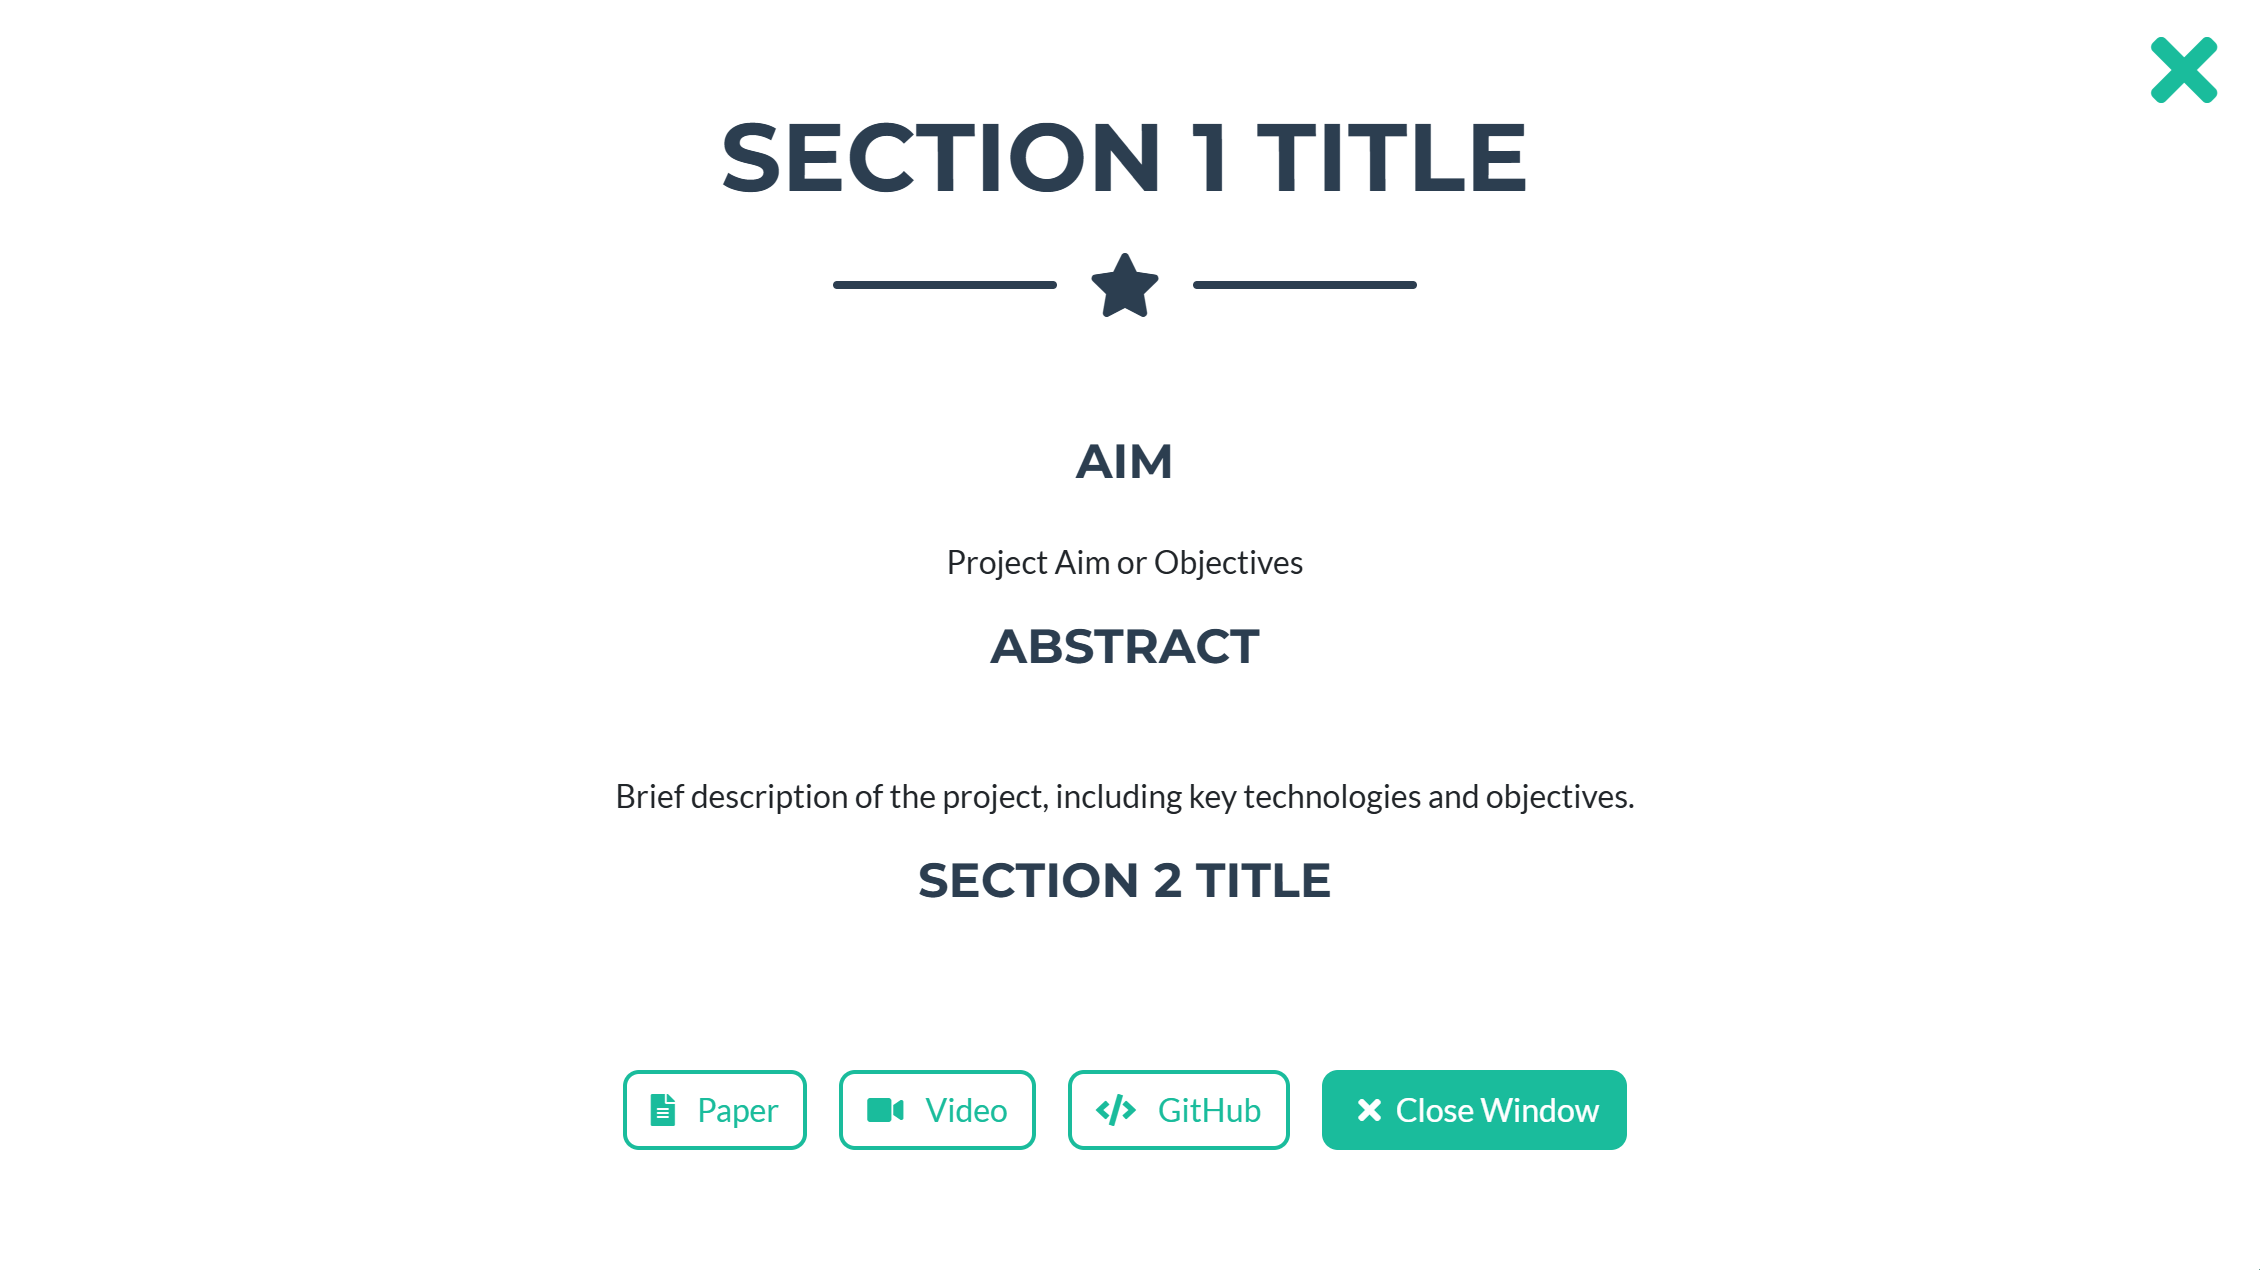 SECTION 1 TITLE
AIM
Project Aim or Objectives
ABSTRACT
Brief description of the project, including key technologies and objectives.
SECTION 2 TITLE
Paper Video GitHub Close Window